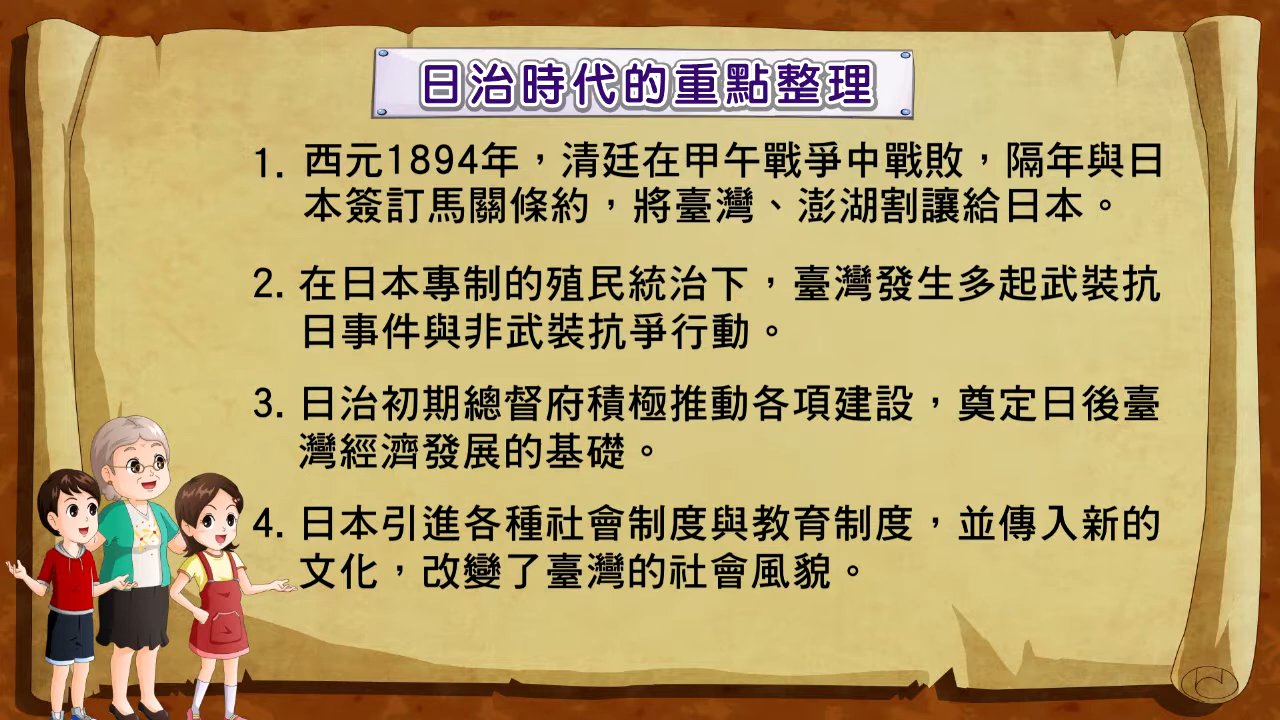 日治時代的重點整理
1. 西元1894年，清廷在甲午戰爭中戰敗，隔年與日
本簽訂馬關條約，將臺灣、澎湖割讓給日本。
2. 在日本專制的殖民統治下，臺灣發生多起武裝抗
日事件與非武裝抗爭行動。
3. 日治初期總督府積極推動各項建設，奠定日後臺
灣經濟發展的基礎。
4. 日本引進各種社會制度與教育制度，並傳入新的
文化，改變了臺灣的社會風貌。